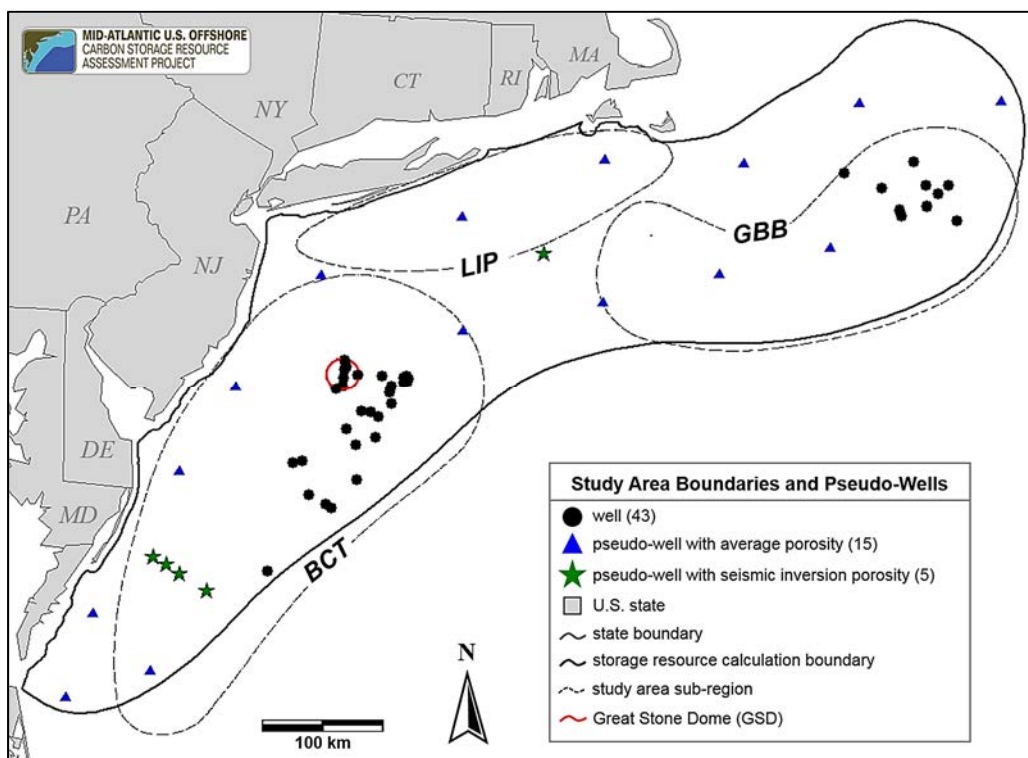 MID-ATLANTIC U.S. OFFSHORE
CARBON STORAGE RESOURCE
ASSESSMENT PROJECT
MA
CT
RI
NY
PA
GBB
NJ
LIP
DE
MD
BCT
Study Area Boundaries and Pseudo-Wells
well (43)
pseudo-well with average porosity (15)
pseudo-well with seismic inversion porosity (5)
U.S. state
state boundary
storage resource calculation boundary
study area sub-region
Great Stone Dome (GSD)
N
100 km